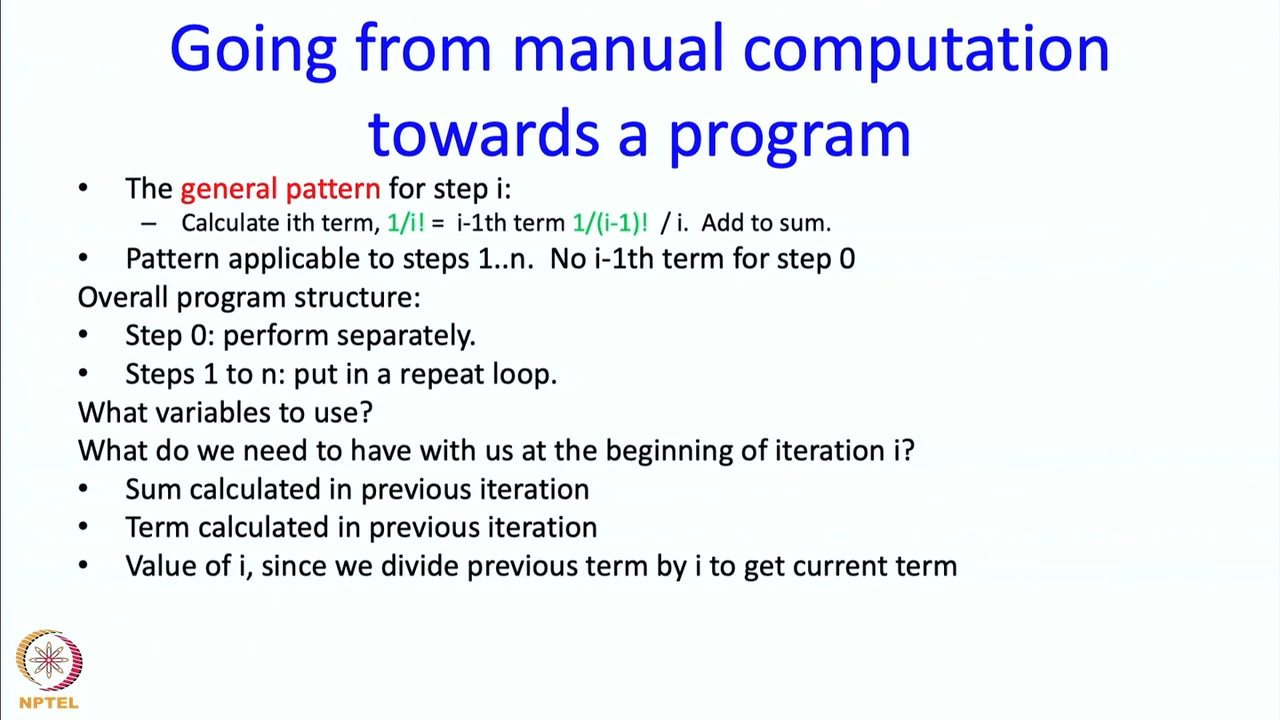 Going from manual computation
towards a program
• The general pattern for step i:
– Calculate ith term, 1/i! = i-1th term 1/(i-1)! / i. Add to sum.
• Pattern applicable to steps 1..n. No i-1th term for step 0
Overall program structure:
• Step 0: perform separately.
• Steps 1 to n: put in a repeat loop.
What variables to use?
What do we need to have with us at the beginning of iteration i?
• Sum calculated in previous iteration
• Term calculated in previous iteration
• Value of i, since we divide previous term by i to get current term
NPTEL